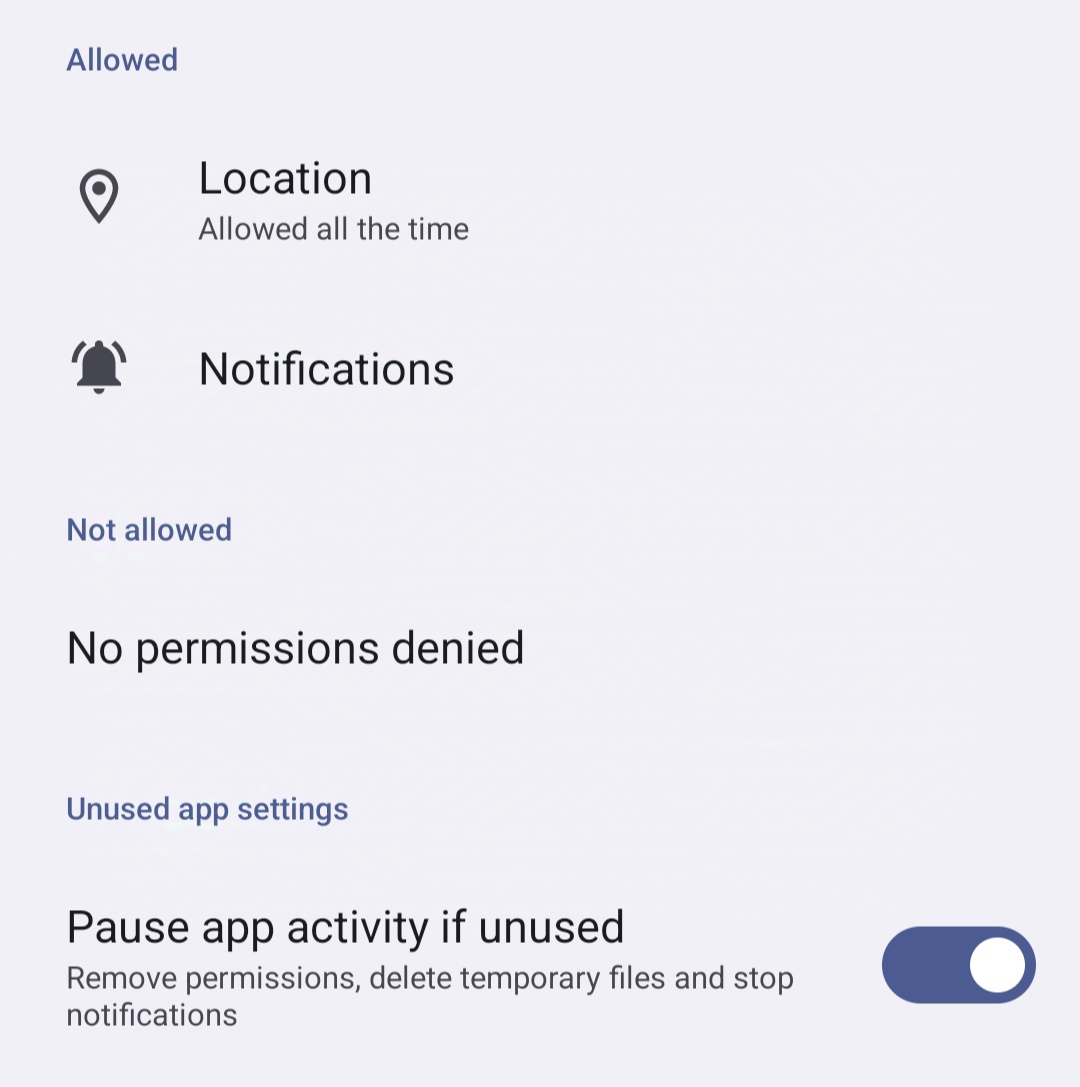 Allowed
Location
Allowed all the time
Notifications
Not allowed
No permissions denied
Unused app settings
Pause app activity if unused
Remove permissions, delete temporary files and stop
notifications